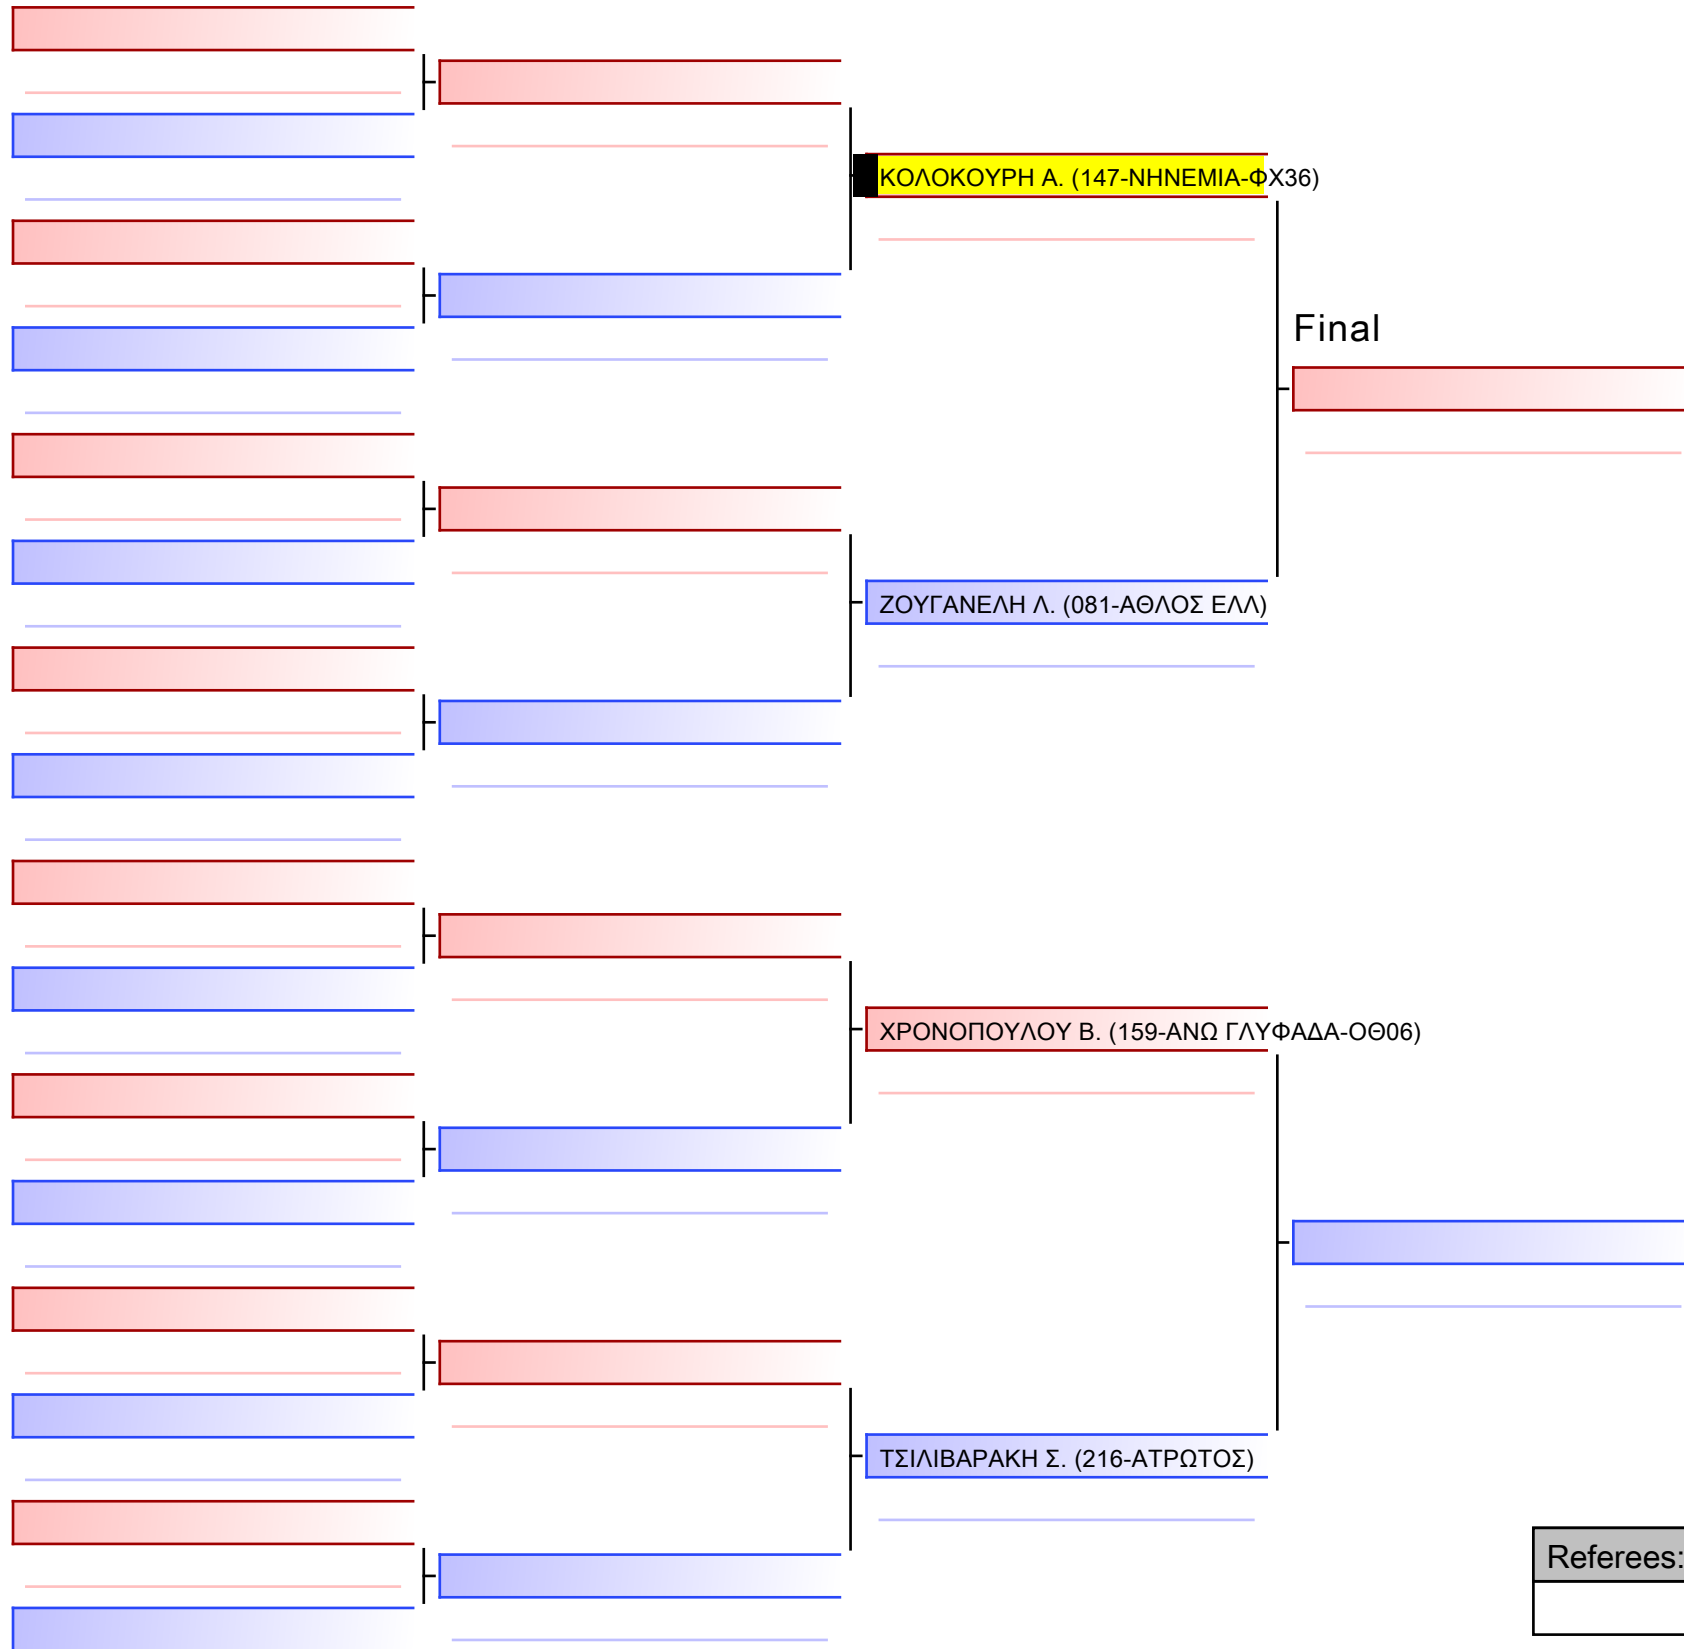 ΚΟΛΟΚΟΥΡΗ Α. (147-ΝΗΝΕΜΙΑ-ΦΧ36)
Final
ΖΟΥΓΑΝΕΛΗ Λ. (081-ΑΘΛΟΣ ΕΛΛ)
ΧΡΟΝΟΠΟΥΛΟΥ Β. (159-ΑΝΩ ΓΛΥΦΑΔΑ-ΟΘ06)
ΤΣΙΛΙΒΑΡΑΚΗ Σ. (216-ΑΤΡΩΤΟΣ)
Referees: